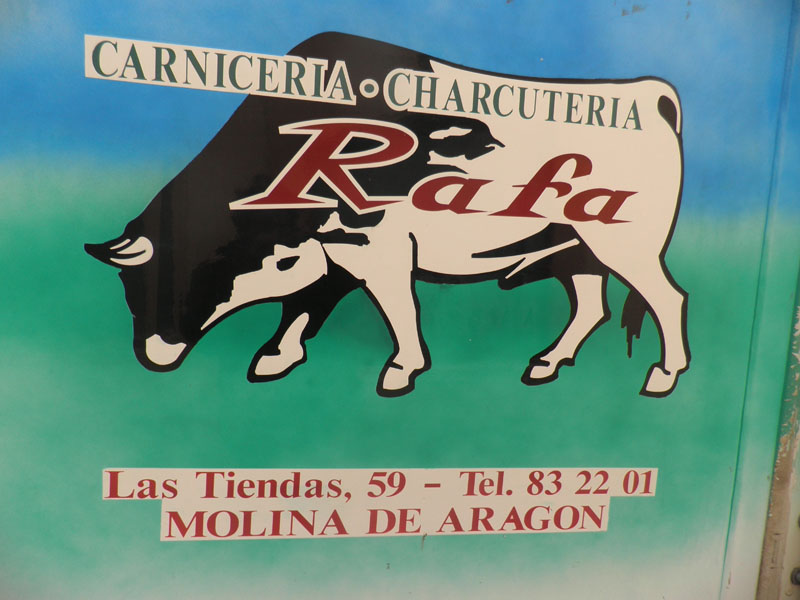 CARNICERIA • CHARCUTERIA
Rafa
Las Tiendas, 59 - Tel. 83 22 01
MOLINA DE ARAGON